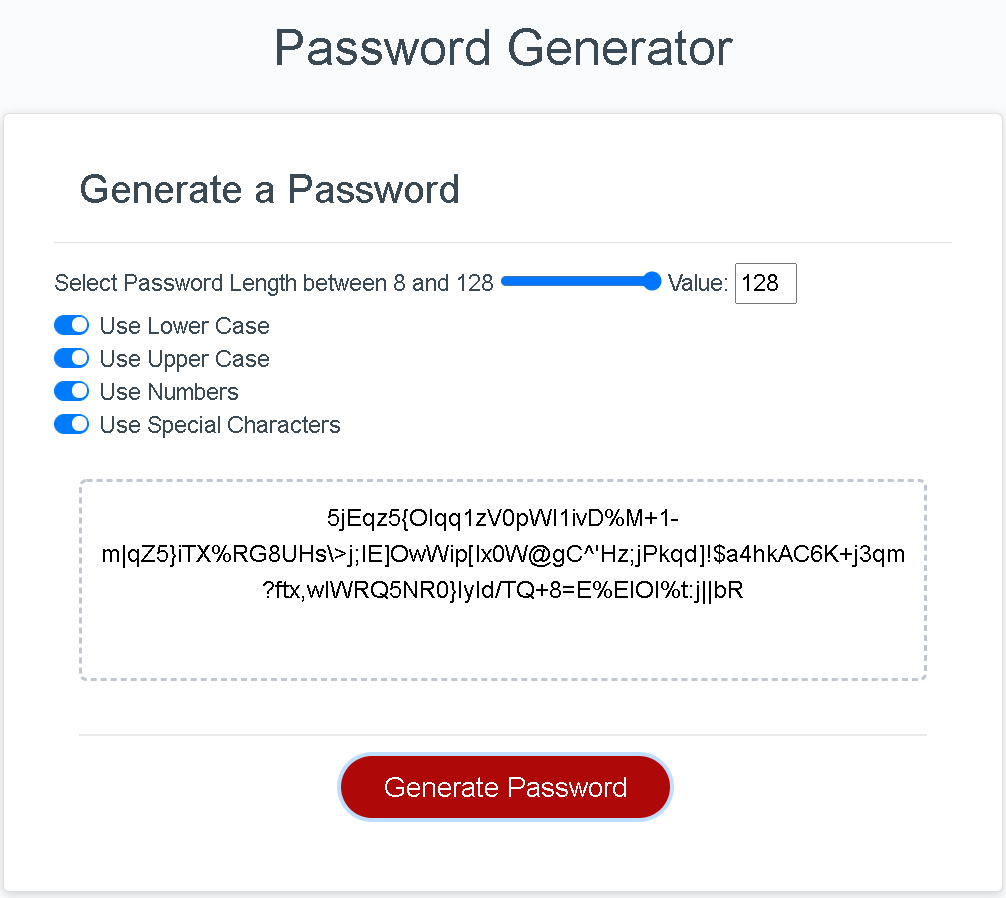 Password Generator
Generate a Password
Select Password Length between 8 and 128 Value: 128
Use Lower Case
Use Upper Case
Use Numbers
Use Special Characters
5jEqz5{OIqq1zV0pWl1ivD%M+1-
m|qZ5}iTX%RG8UHs\>j;IE]OwWip[Ix0W@gC^'Hz;jPkqd]!$a4hkAC6K+j3qm
?ftx,wIWRQ5NR0}IyId/TQ+8=E%EIOI%t:j||bR
Generate Password